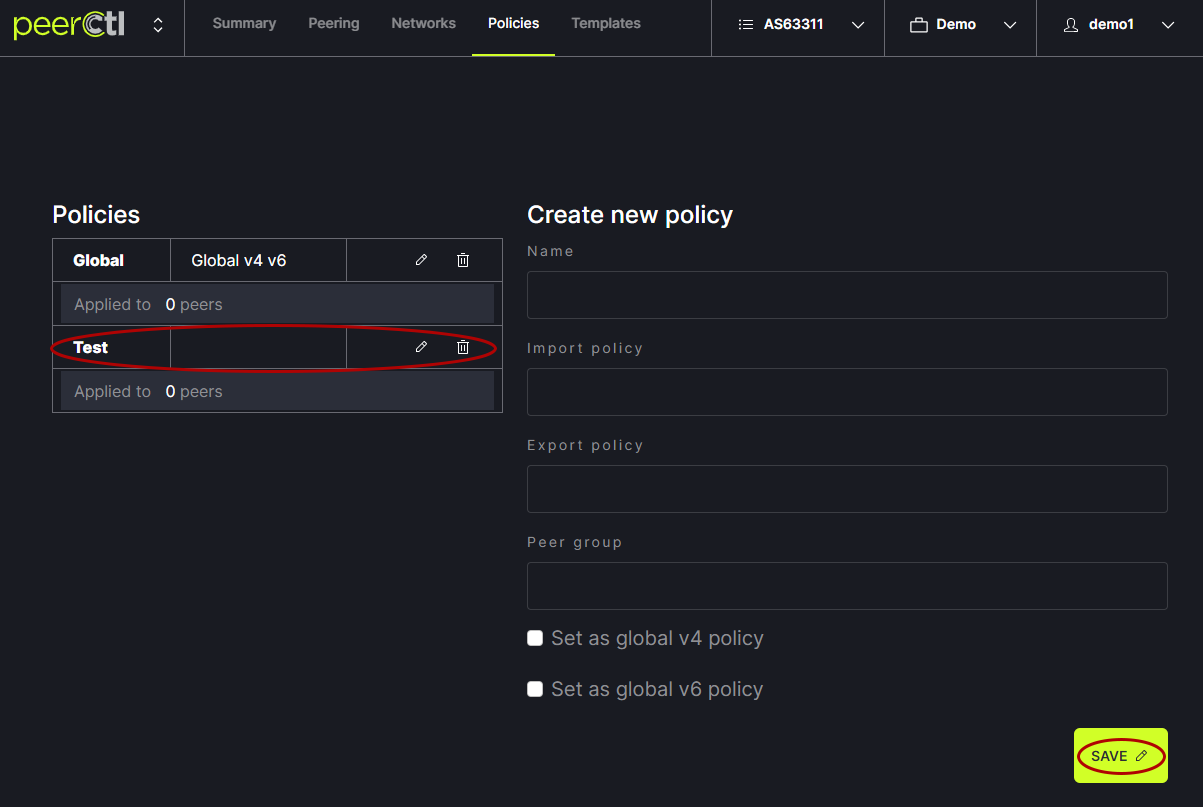 peerCtl Summary Peering Networks Policies Templates AS63311 Demo demo1
Policies
Global Global v4 v6
Applied to 0 peers
Test
Applied to 0 peers
Create new policy
Name
Import policy
Export policy
Peer group
Set as global v4 policy
Set as global v6 policy
SAVE